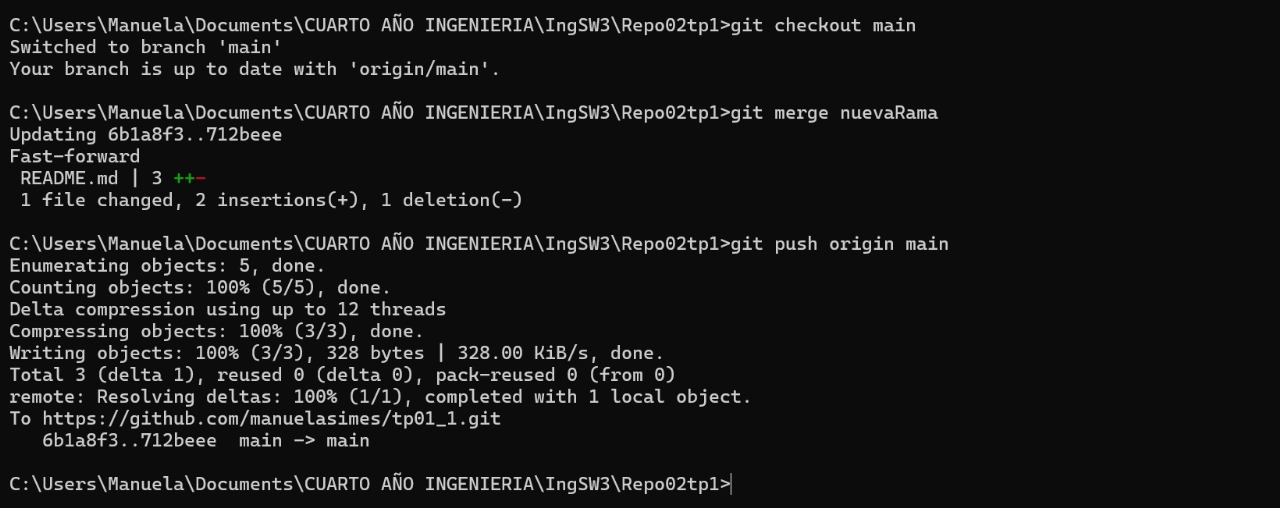 C:\Users\Manuela\Documents\CUARTO AÑO INGENIERIA\IngSW3\Repo02tp1>git checkout main
Switched to branch 'main'
Your branch is up to date with 'origin/main'.
C:\Users\Manuela\Documents\CUARTO AÑO INGENIERIA\IngSW3\Repo02tp1>git merge nuevaRama
Updating 6b1a8f3..712beee
Fast-forward
 README.md | 3 ++-
 1 file changed, 2 insertions(+), 1 deletion(-)
C:\Users\Manuela\Documents\CUARTO AÑO INGENIERIA\IngSW3\Repo02tp1>git push origin main
Enumerating objects: 5, done.
Counting objects: 100% (5/5), done.
Delta compression using up to 12 threads
Compressing objects: 100% (3/3), done.
Writing objects: 100% (3/3), 328 bytes | 328.00 KiB/s, done.
Total 3 (delta 1), reused 0 (delta 0), pack-reused 0 (from 0)
remote: Resolving deltas: 100% (1/1), completed with 1 local object.
To https://github.com/manuelasimes/tp01_1.git
   6b1a8f3..712beee  main -> main
C:\Users\Manuela\Documents\CUARTO AÑO INGENIERIA\IngSW3\Repo02tp1>